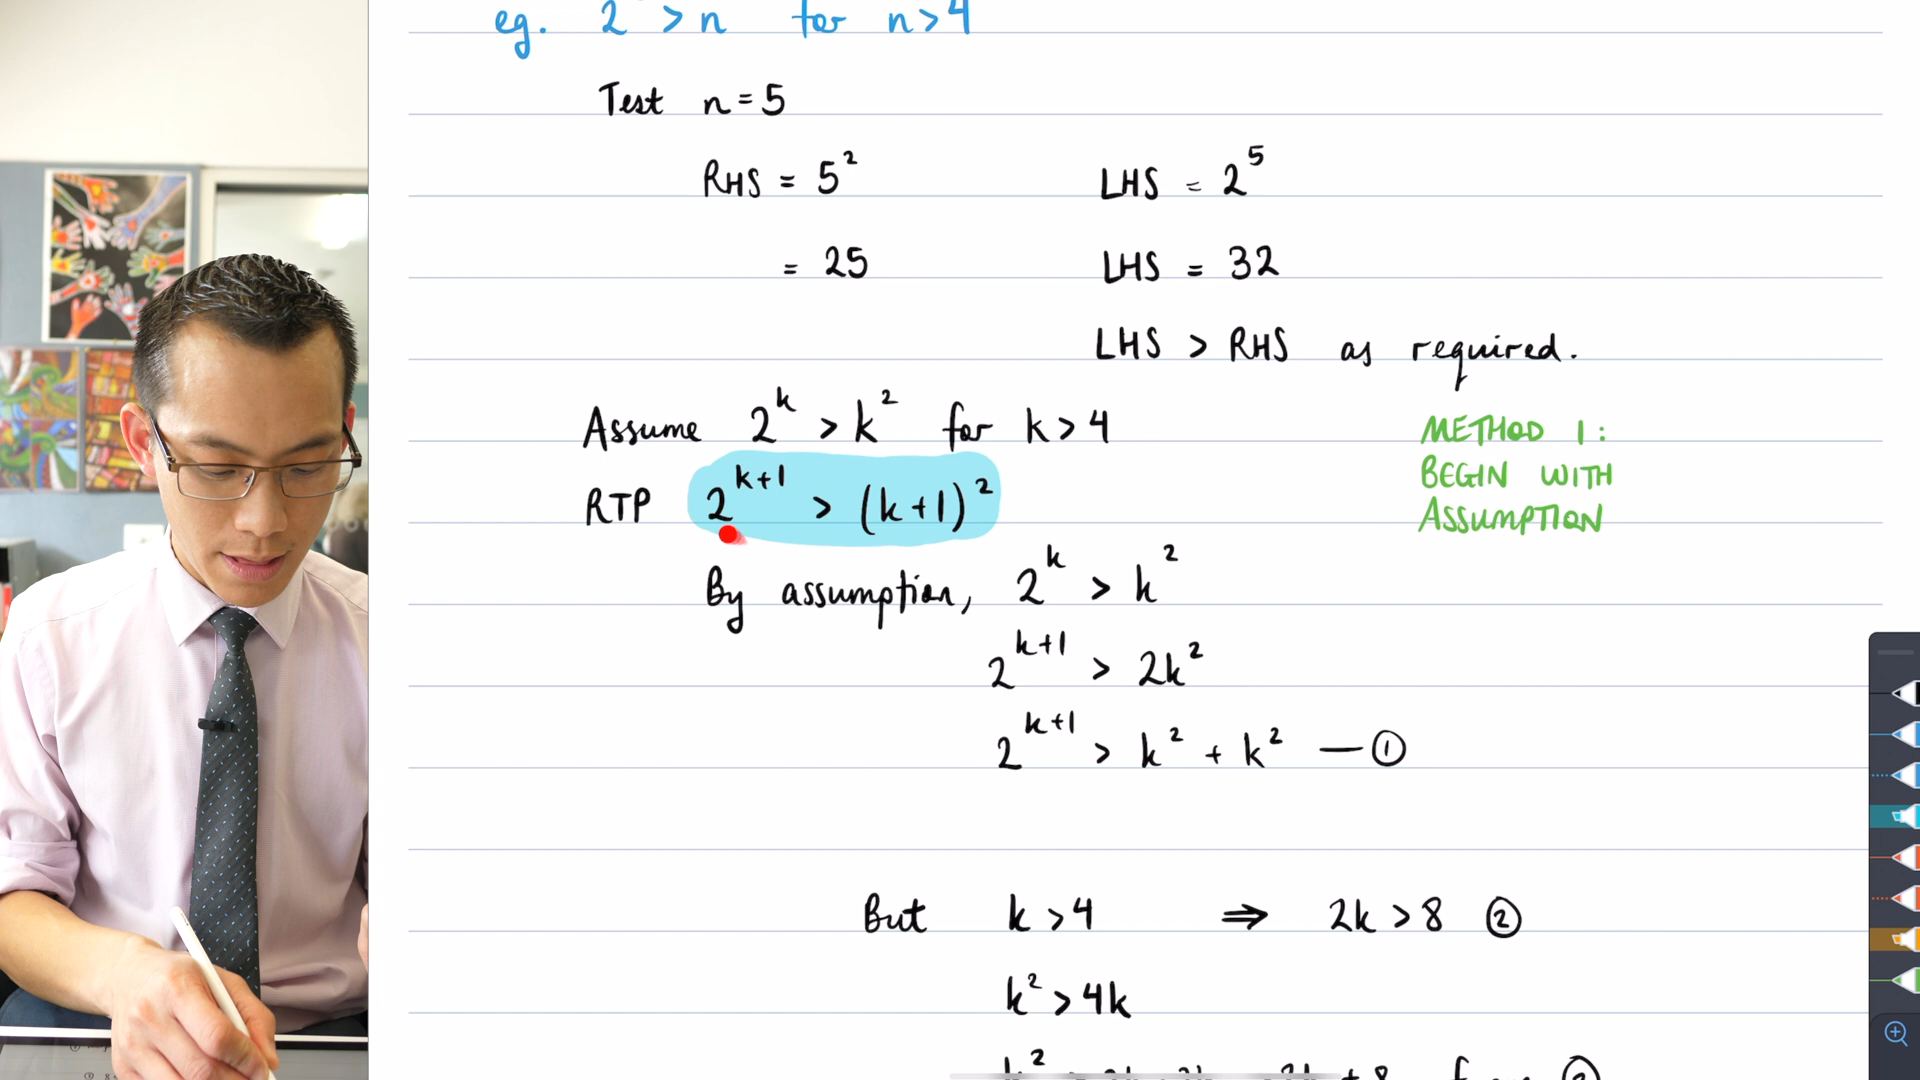 eg. 2 > n for n>4
Test n = 5
RHS = 5² LHS = 2⁵
= 25 LHS = 32
LHS > RHS as required.
Assume 2ᵏ > k² for k > 4
METHOD 1:
BEGIN WITH
ASSUMPTION
RTP 2ᵏ⁺¹ > (k+1)²
By assumption, 2ᵏ > k²
2ᵏ⁺¹ > 2k²
2ᵏ⁺¹ > k² + k² — ①
But k > 4 ⇒ 2k > 8 ②
k² > 4k